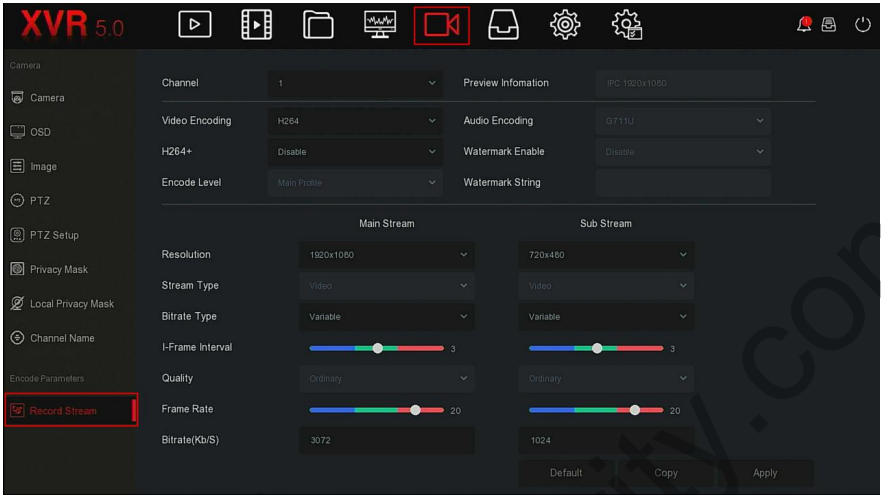 XVR 5.0
1
Camera
Camera
OSD
Image
PTZ
PTZ Setup
Privacy Mask
Local Privacy Mask
Channel Name
Encode Parameters
Record Stream
Channel 1 Preview Infomation IPC 1920x1080
Video Encoding H264 Audio Encoding G711U
H264+ Disable Watermark Enable Disable
Encode Level Main Profile Watermark String
Main Stream Sub Stream
Resolution 1920x1080 720x480
Stream Type Video Video
Bitrate Type Variable Variable
I-Frame Interval 3 3
Quality Ordinary Ordinary
Frame Rate 20 20
Bitrate(Kb/S) 3072 1024
Default Copy Apply